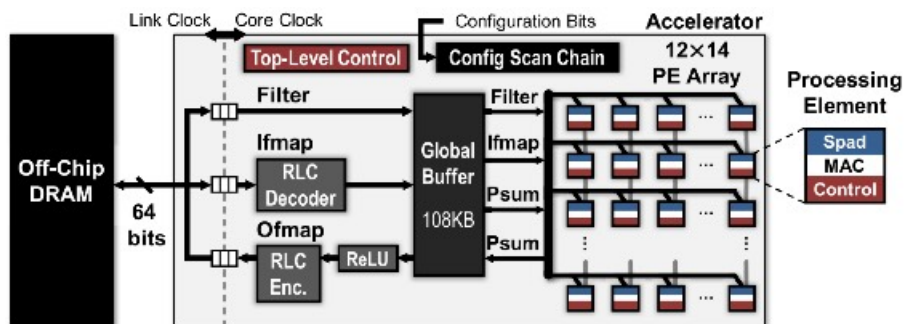 Link Clock
Core Clock
Configuration Bits
Accelerator
12×14
PE Array
Top-Level Control
Config Scan Chain
Processing
Element
Off-Chip
DRAM
64
bits
Filter
Ifmap
RLC
Decoder
Ofmap
RLC
Enc.
ReLU
Global
Buffer
108KB
Filter
Ifmap
Psum
Psum
...
...
...
...
...
...
Spad
MAC
Control